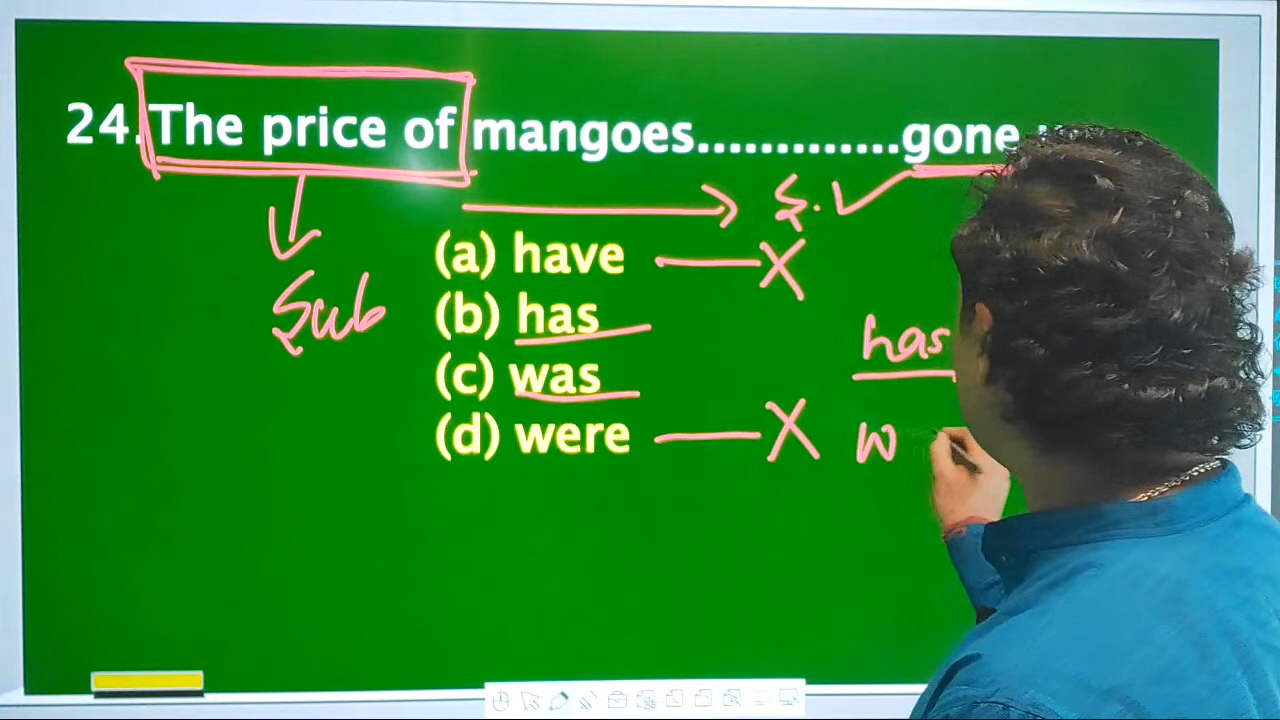 24. The price of mangoes.............gone
S.V
Sub
(a) have X
(b) has
(c) was
(d) were X
has
w